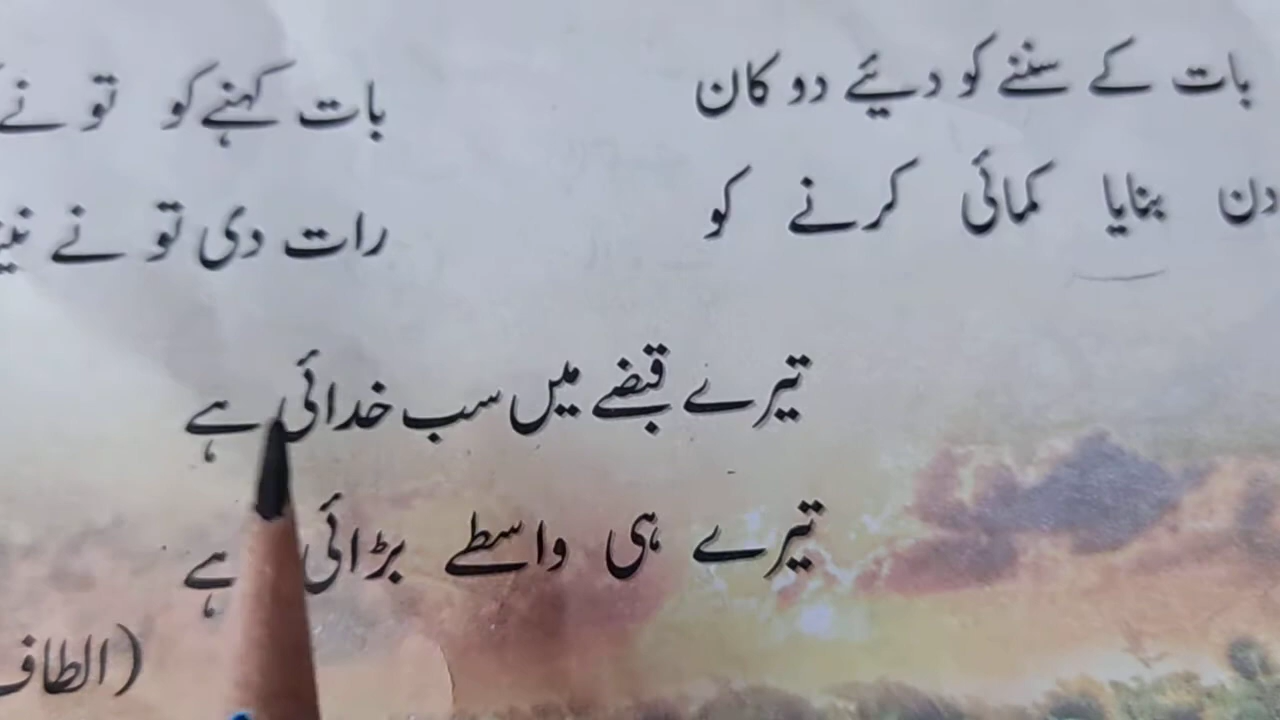 بات کے سننے کو دیئے دو کان
بات کہنے کو تو نے
دن بنایا کمائی کرنے کو
رات دی تو نے
تیرے قبضے میں سب خدائی ہے
تیرے ہی واسطے بڑائی ہے
(الطاف